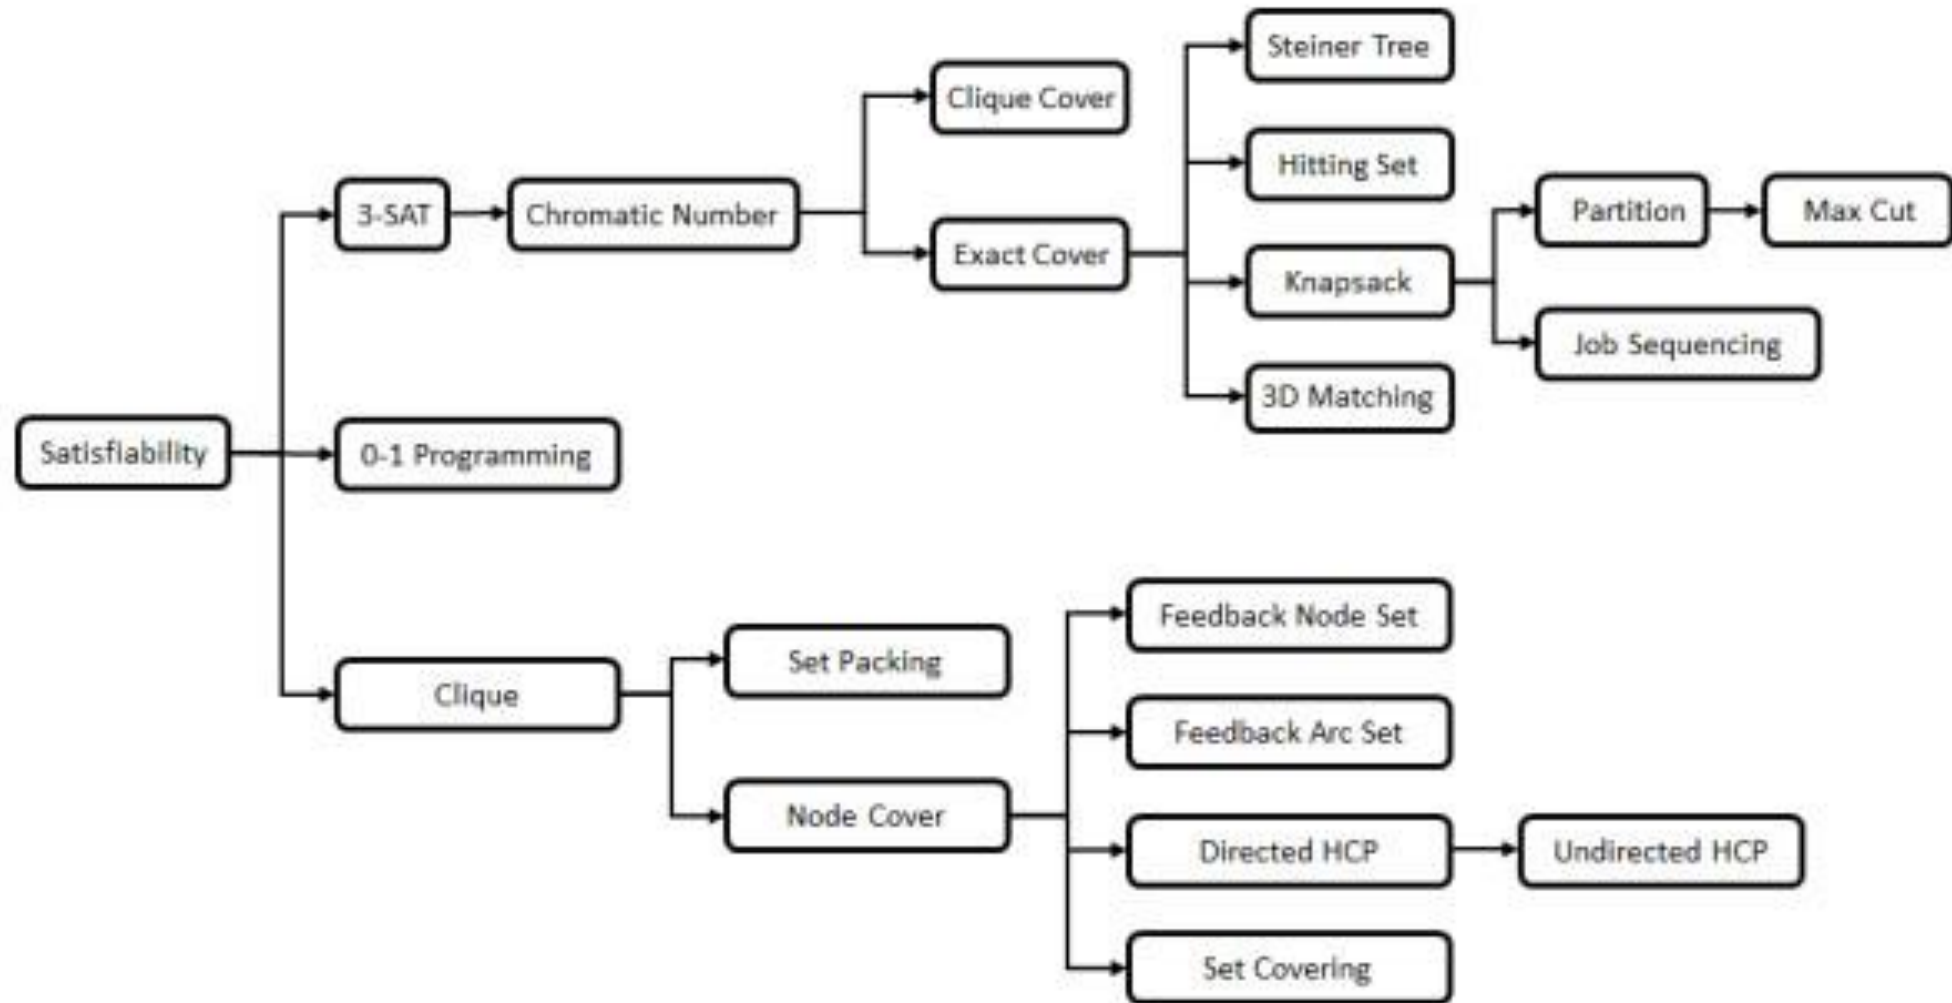 Steiner Tree
Clique Cover
Hitting Set
3-SAT
Chromatic Number
Partition
Max Cut
Exact Cover
Knapsack
Job Sequencing
3D Matching
Satisfiability
0-1 Programming
Feedback Node Set
Set Packing
Clique
Feedback Arc Set
Node Cover
Directed HCP
Undirected HCP
Set Covering